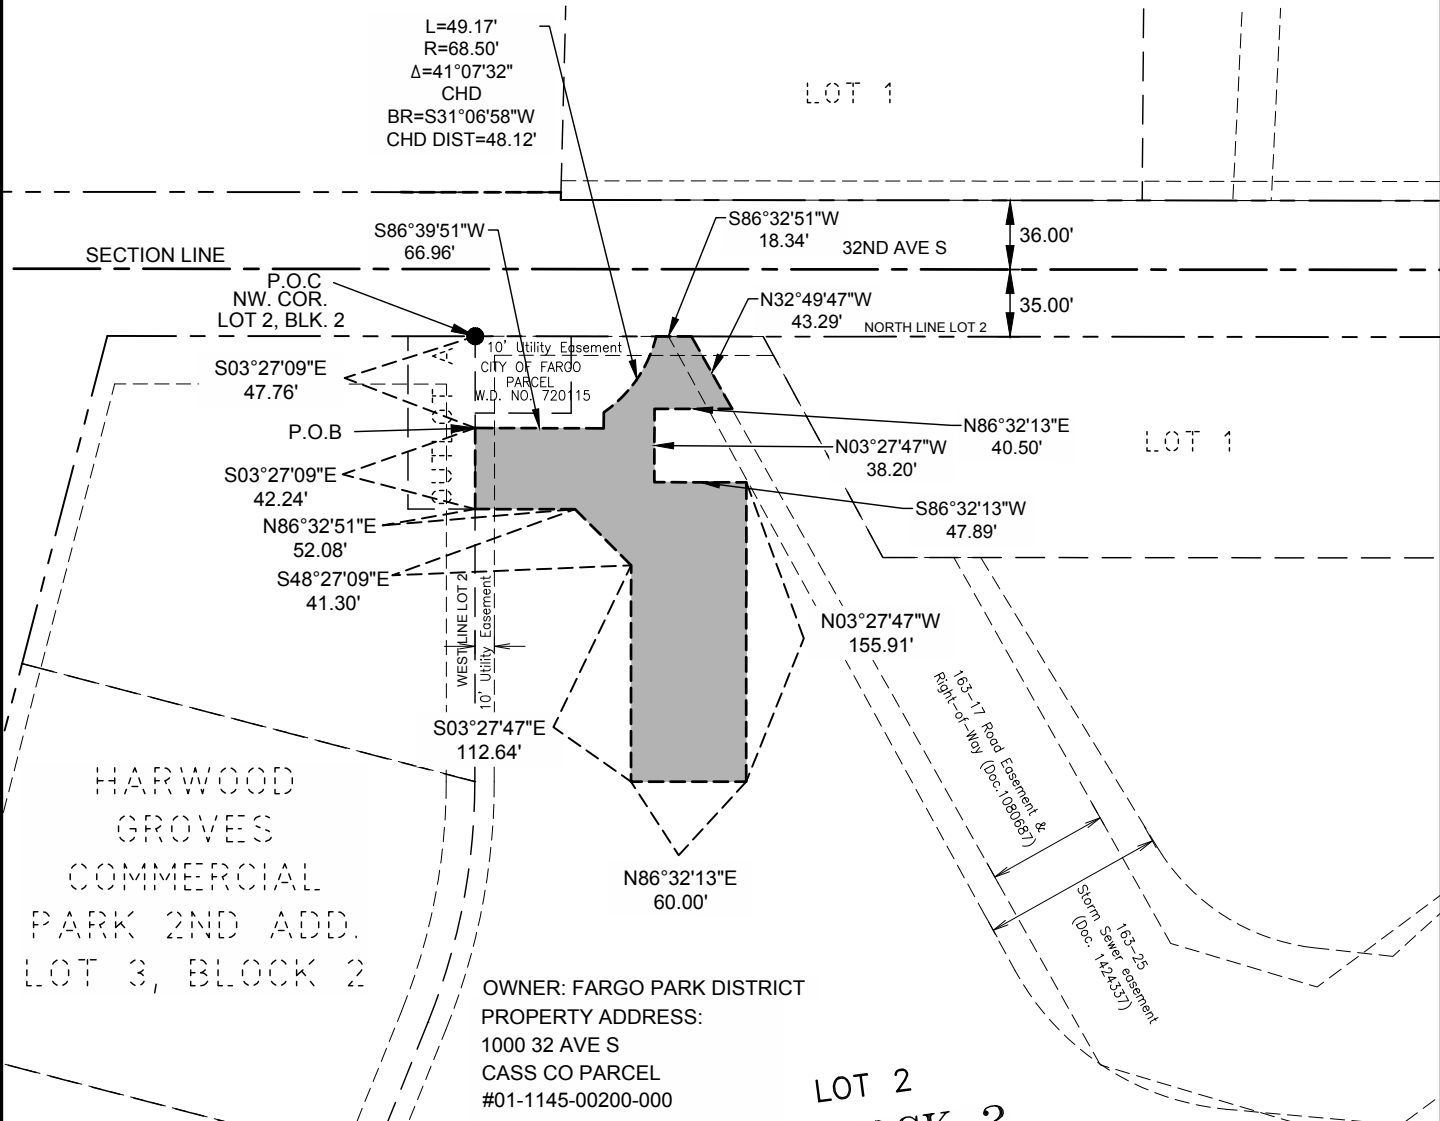 L=49.17'
R=68.50'
Δ=41°07'32"
CHD
BR=S31°06'58"W
CHD DIST=48.12'
LOT 1
S86°39'51"W
66.96'
S86°32'51"W
18.34'
32ND AVE S
36.00'
SECTION LINE
P.O.C
NW. COR.
LOT 2, BLK. 2
N32°49'47"W
43.29'
35.00'
NORTH LINE LOT 2
10' Utility Easement
CITY OF FARGO
PARCEL
W.D. NO. 720115
S03°27'09"E
47.76'
P.O.B
N86°32'13"E
40.50'
N03°27'47"W
38.20'
LOT 1
S03°27'09"E
42.24'
S86°32'13"W
47.89'
N86°32'51"E
52.08'
S48°27'09"E
41.30'
WEST LINE LOT 2
10' Utility Easement
N03°27'47"W
155.91'
S03°27'47"E
112.64'
163-17 Road Easement &
Right-of-Way (Doc.1080687)
HARWOOD
GROVES
COMMERCIAL
PARK 2ND ADD.
LOT 3, BLOCK 2
N86°32'13"E
60.00'
163-25
Storm Sewer easement
(Doc. 1424337)
OWNER: FARGO PARK DISTRICT
PROPERTY ADDRESS:
1000 32 AVE S
CASS CO PARCEL
#01-1145-00200-000
LOT 2